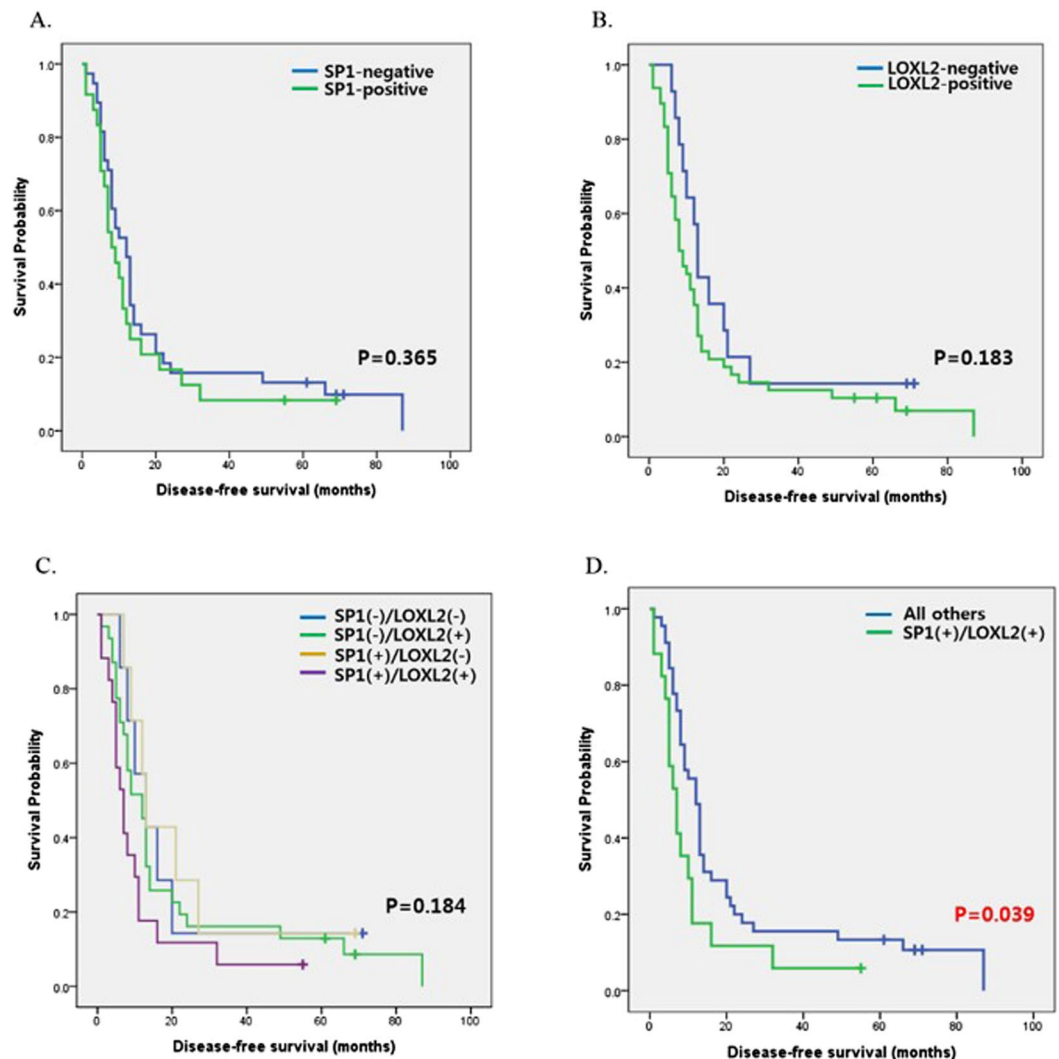 A.
SP1-negative
SP1-positive
1.0
0.8
0.6
0.4
0.2
0.0
Survival Probability
P=0.365
0 20 40 60 80 100
Disease-free survival (months)
B.
LOXL2-negative
LOXL2-positive
1.0
0.8
0.6
0.4
0.2
0.0
Survival Probability
P=0.183
0 20 40 60 80 100
Disease-free survival (months)
C.
SP1(-)/LOXL2(-)
SP1(-)/LOXL2(+)
SP1(+)/LOXL2(-)
SP1(+)/LOXL2(+)
1.0
0.8
0.6
0.4
0.2
0.0
Survival Probability
P=0.184
0 20 40 60 80 100
Disease-free survival (months)
D.
All others
SP1(+)/LOXL2(+)
1.0
0.8
0.6
0.4
0.2
0.0
Survival Probability
P=0.039
0 20 40 60 80 100
Disease-free survival (months)